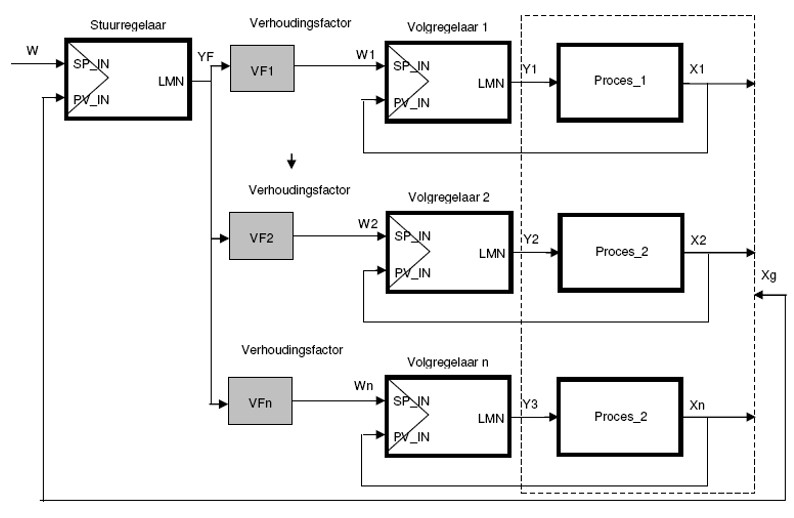 Stuurregelaar
W
SP_IN
PV_IN
LMN
YF
Verhoudingsfactor
VF1
W1
Volgregelaar 1
SP_IN
PV_IN
LMN
Y1
Proces_1
X1
Verhoudingsfactor
VF2
W2
Volgregelaar 2
SP_IN
PV_IN
LMN
Y2
Proces_2
X2
Xg
Verhoudingsfactor
VFn
Wn
Volgregelaar n
SP_IN
PV_IN
LMN
Y3
Proces_2
Xn